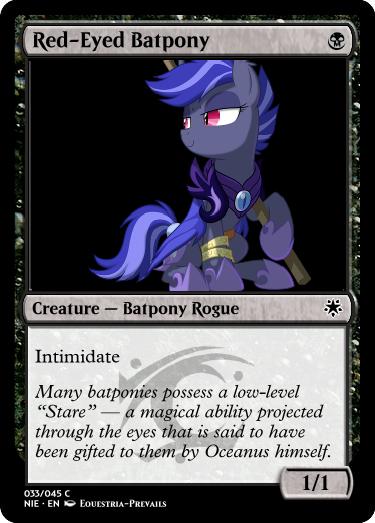 Red-Eyed Batpony
Creature — Batpony Rogue
Intimidate
Many batponies possess a low-level
“Stare” — a magical ability projected
through the eyes that is said to have
been gifted to them by Oceanus himself.
1/1
033/045 C
NIE • EN Equestria-Prevails